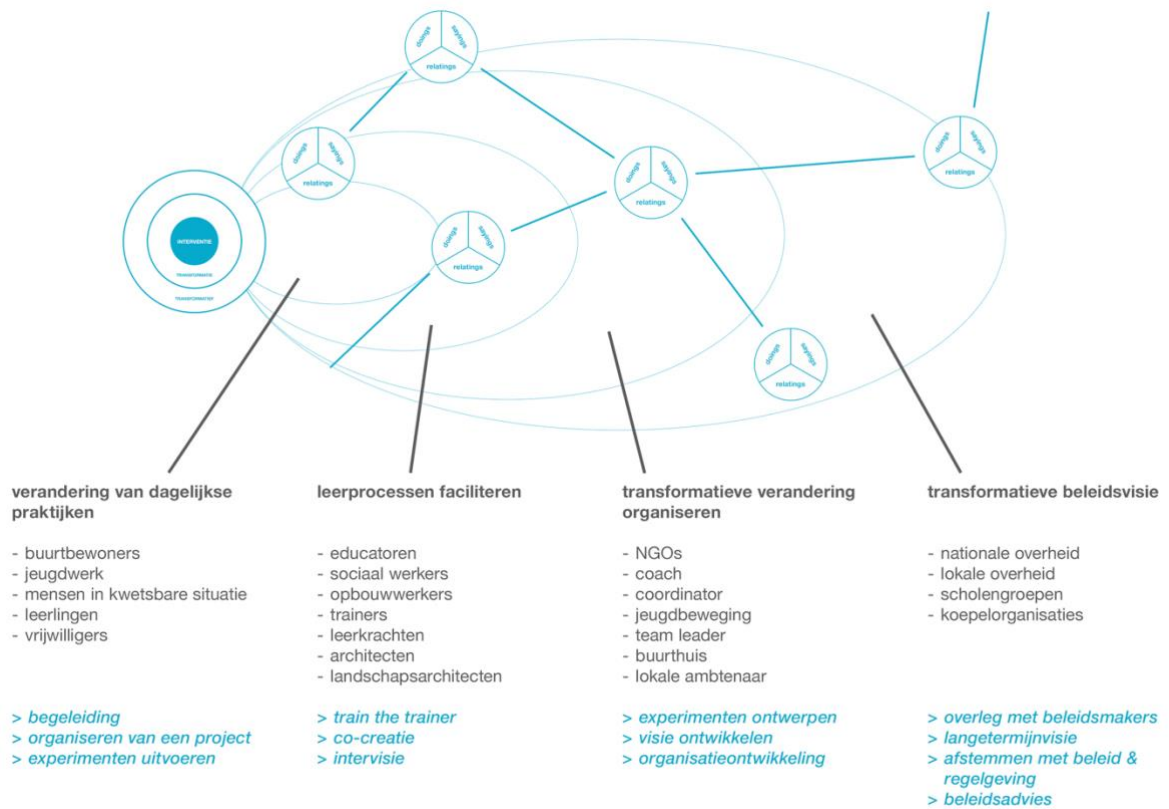 doings
sayings
relatings
doings
sayings
relatings
doings
sayings
relatings
doings
sayings
relatings
doings
sayings
relatings
doings
sayings
relatings
INTERVENTIE
TRANSFORMATIE
verandering van dagelijkse
praktijken
- buurtbewoners
- jeugdwerk
- mensen in kwetsbare situatie
- leerlingen
- vrijwilligers
> begeleiding
> organiseren van een project
> experimenten uitvoeren
leerprocessen faciliteren
- educatoren
- sociaal werkers
- opbouwwerkers
- trainers
- leerkrachten
- architecten
- landschapsarchitecten
> train the trainer
> co-creatie
> intervisie
transformatieve verandering
organiseren
- NGOs
- coach
- coordinator
- jeugdbeweging
- team leader
- buurthuis
- lokale ambtenaar
> experimenten ontwerpen
> visie ontwikkelen
> organisatieontwikkeling
transformatieve beleidsvisie
- nationale overheid
- lokale overheid
- scholengroepen
- koepelorganisaties
> overleg met beleidsmakers
> langetermijnvisie
> afstemmen met beleid &
regelgeving
> beleidsadvies